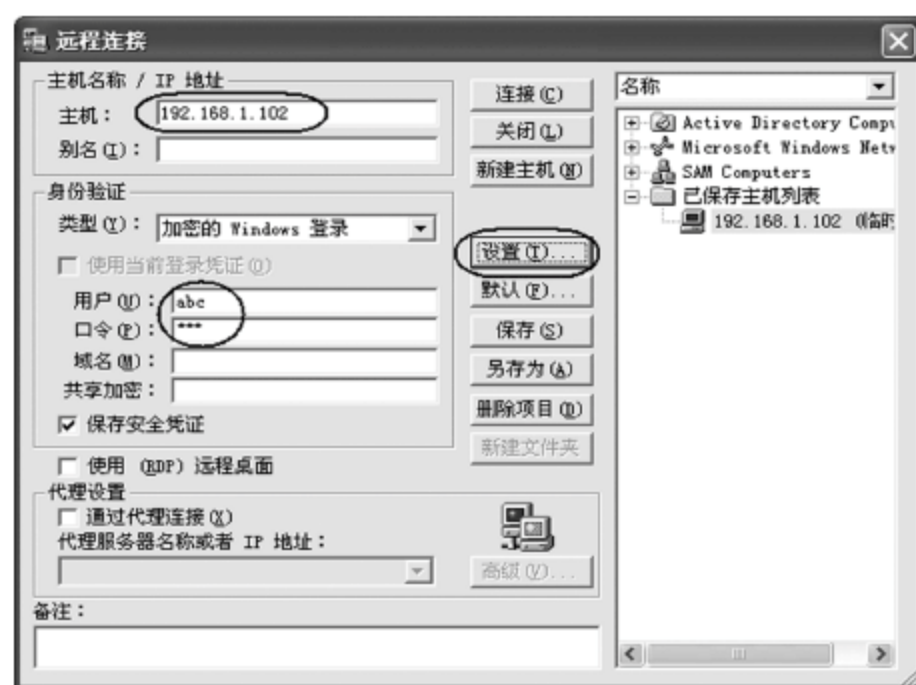 远程连接
主机名称 / IP 地址
主机： 192.168.1.102
别名(I)：
身份验证
类型(Y)： 加密的 Windows 登录
使用当前登录凭证(O)
用户(U)： abc
口令(P)： ***
域名(M)：
共享加密：
保存安全凭证
使用 (RDP) 远程桌面
代理设置
通过代理连接(X)
代理服务器名称或者 IP 地址：
备注：
连接(C)
关闭(L)
新建主机(N)
设置(T)...
默认(F)...
保存(S)
另存为(A)
删除项目(D)
新建文件夹
高级(V)...
名称
Active Directory Compu
Microsoft Windows Netw
SAM Computers
已保存主机列表
192.168.1.102 (临时